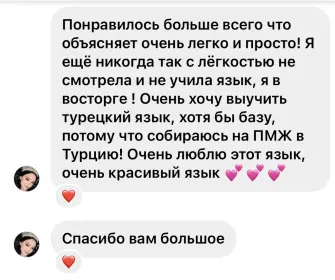 Понравилось больше всего что
объясняет очень легко и просто! Я
ещё никогда так с лёгкостью не
смотрела и не учила язык, я в
восторге ! Очень хочу выучить
турецкий язык, хотя бы базу,
потому что собираюсь на ПМЖ в
Турцию! Очень люблю этот язык,
очень красивый язык 💕💕💕
Спасибо вам большое